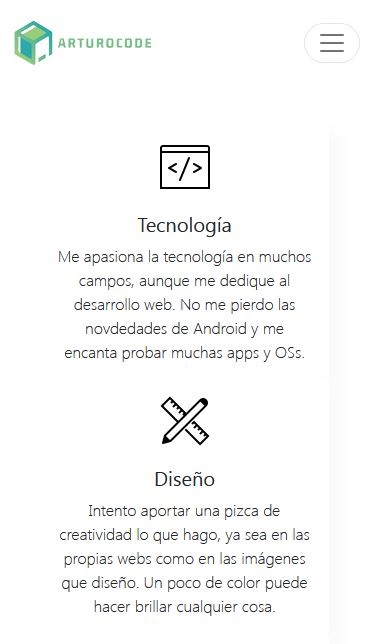 ARTUROCODE
</>
Tecnología
Me apasiona la tecnología en muchos
campos, aunque me dedique al
desarrollo web. No me pierdo las
novdedades de Android y me
encanta probar muchas apps y OSs.
Diseño
Intento aportar una pizca de
creatividad lo que hago, ya sea en las
propias webs como en las imágenes
que diseño. Un poco de color puede
hacer brillar cualquier cosa.